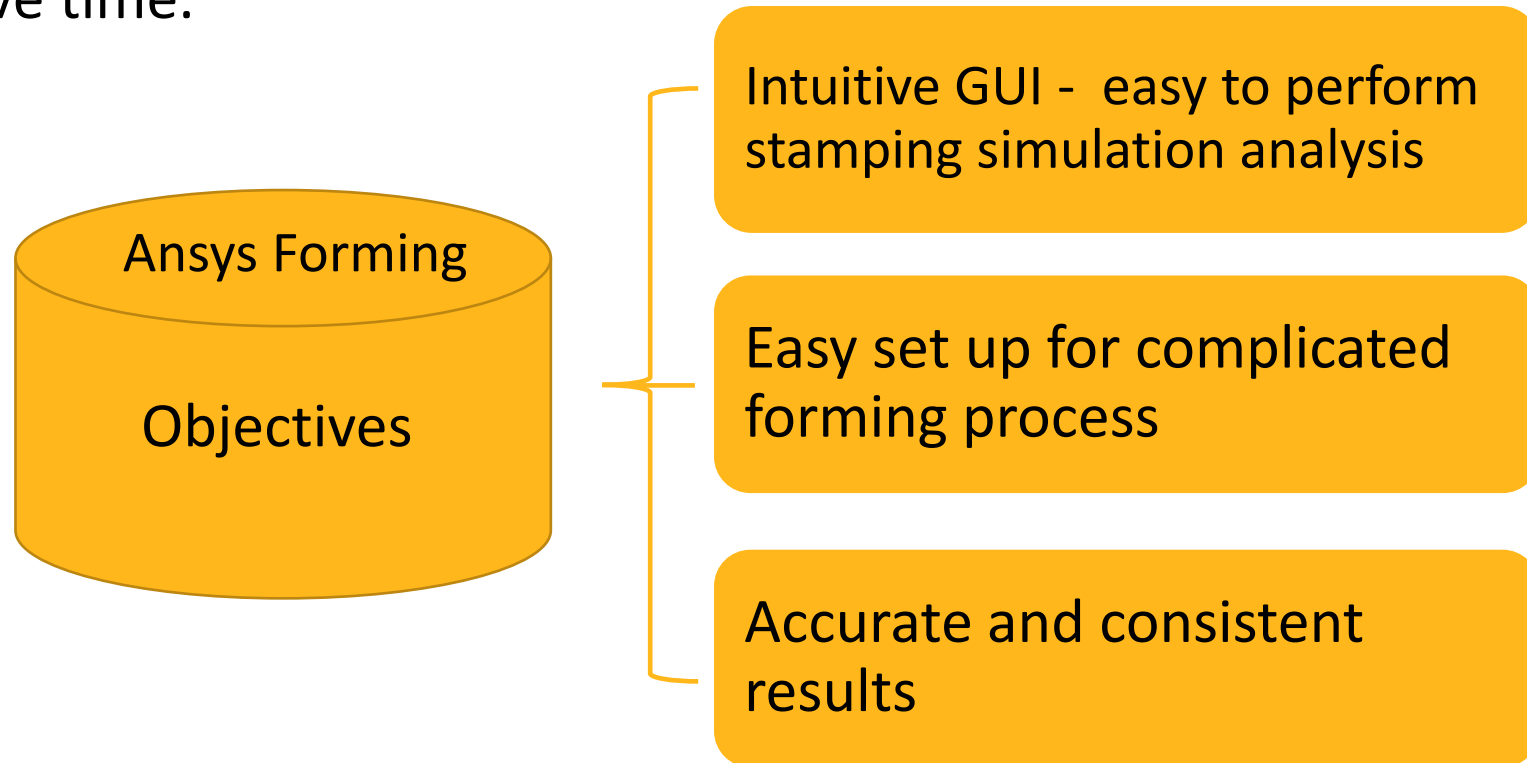 time.
Intuitive GUI - easy to perform
stamping simulation analysis
Ansys Forming
Objectives
Easy set up for complicated
forming process
Accurate and consistent
results